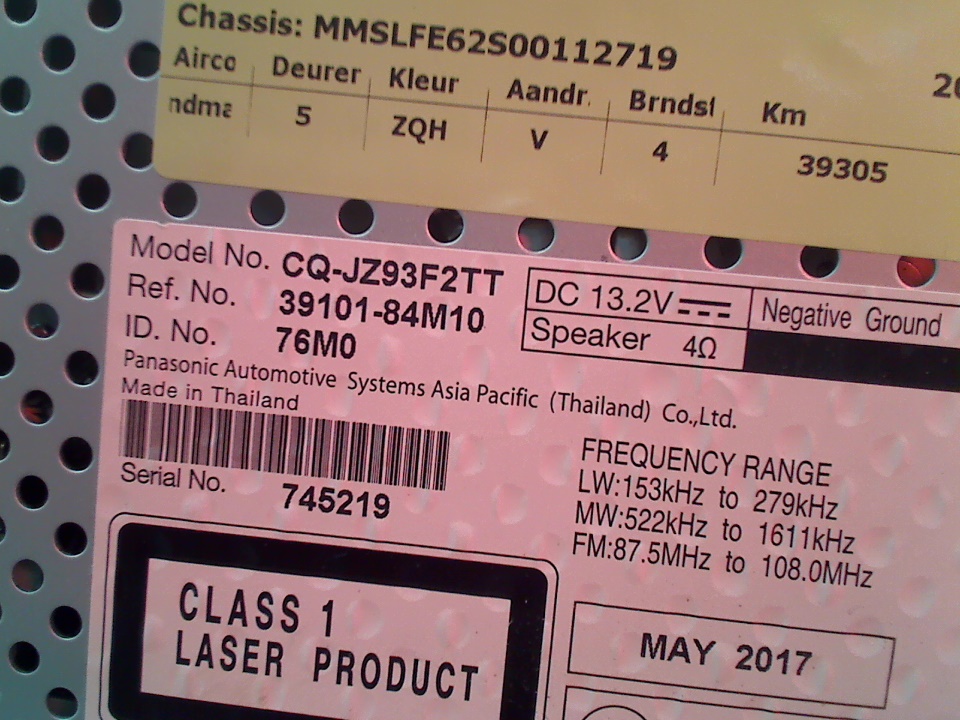 Chassis: MMSLFE62S00112719
Airco Deurer Kleur Aandr. Brndst Km
ndma 5 ZQH V 4 39305
Model No. CQ-JZ93F2TT
Ref. No. 39101-84M10
ID. No. 76M0
DC 13.2V Negative Ground
Speaker 4Ω
Panasonic Automotive Systems Asia Pacific (Thailand) Co.,Ltd.
Made in Thailand
Serial No. 745219
FREQUENCY RANGE
LW:153kHz to 279kHz
MW:522kHz to 1611kHz
FM:87.5MHz to 108.0MHz
CLASS 1
LASER PRODUCT
MAY 2017